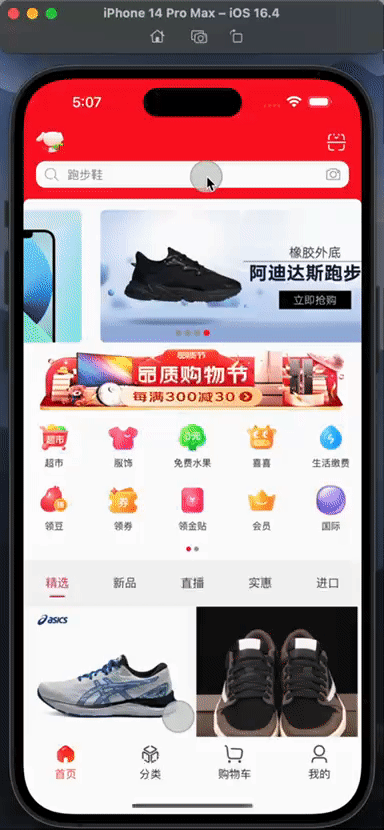 iPhone 14 Pro Max – iOS 16.4
5:07
跑步鞋
橡胶外底
阿迪达斯跑步
立即抢购
品质购物节
每满300减30
超市
超市 服饰 免费水果 喜喜 生活缴费
券
领豆 领券 领金贴 会员 国际
精选 新品 直播 实惠 进口
asics
首页 分类 购物车 我的